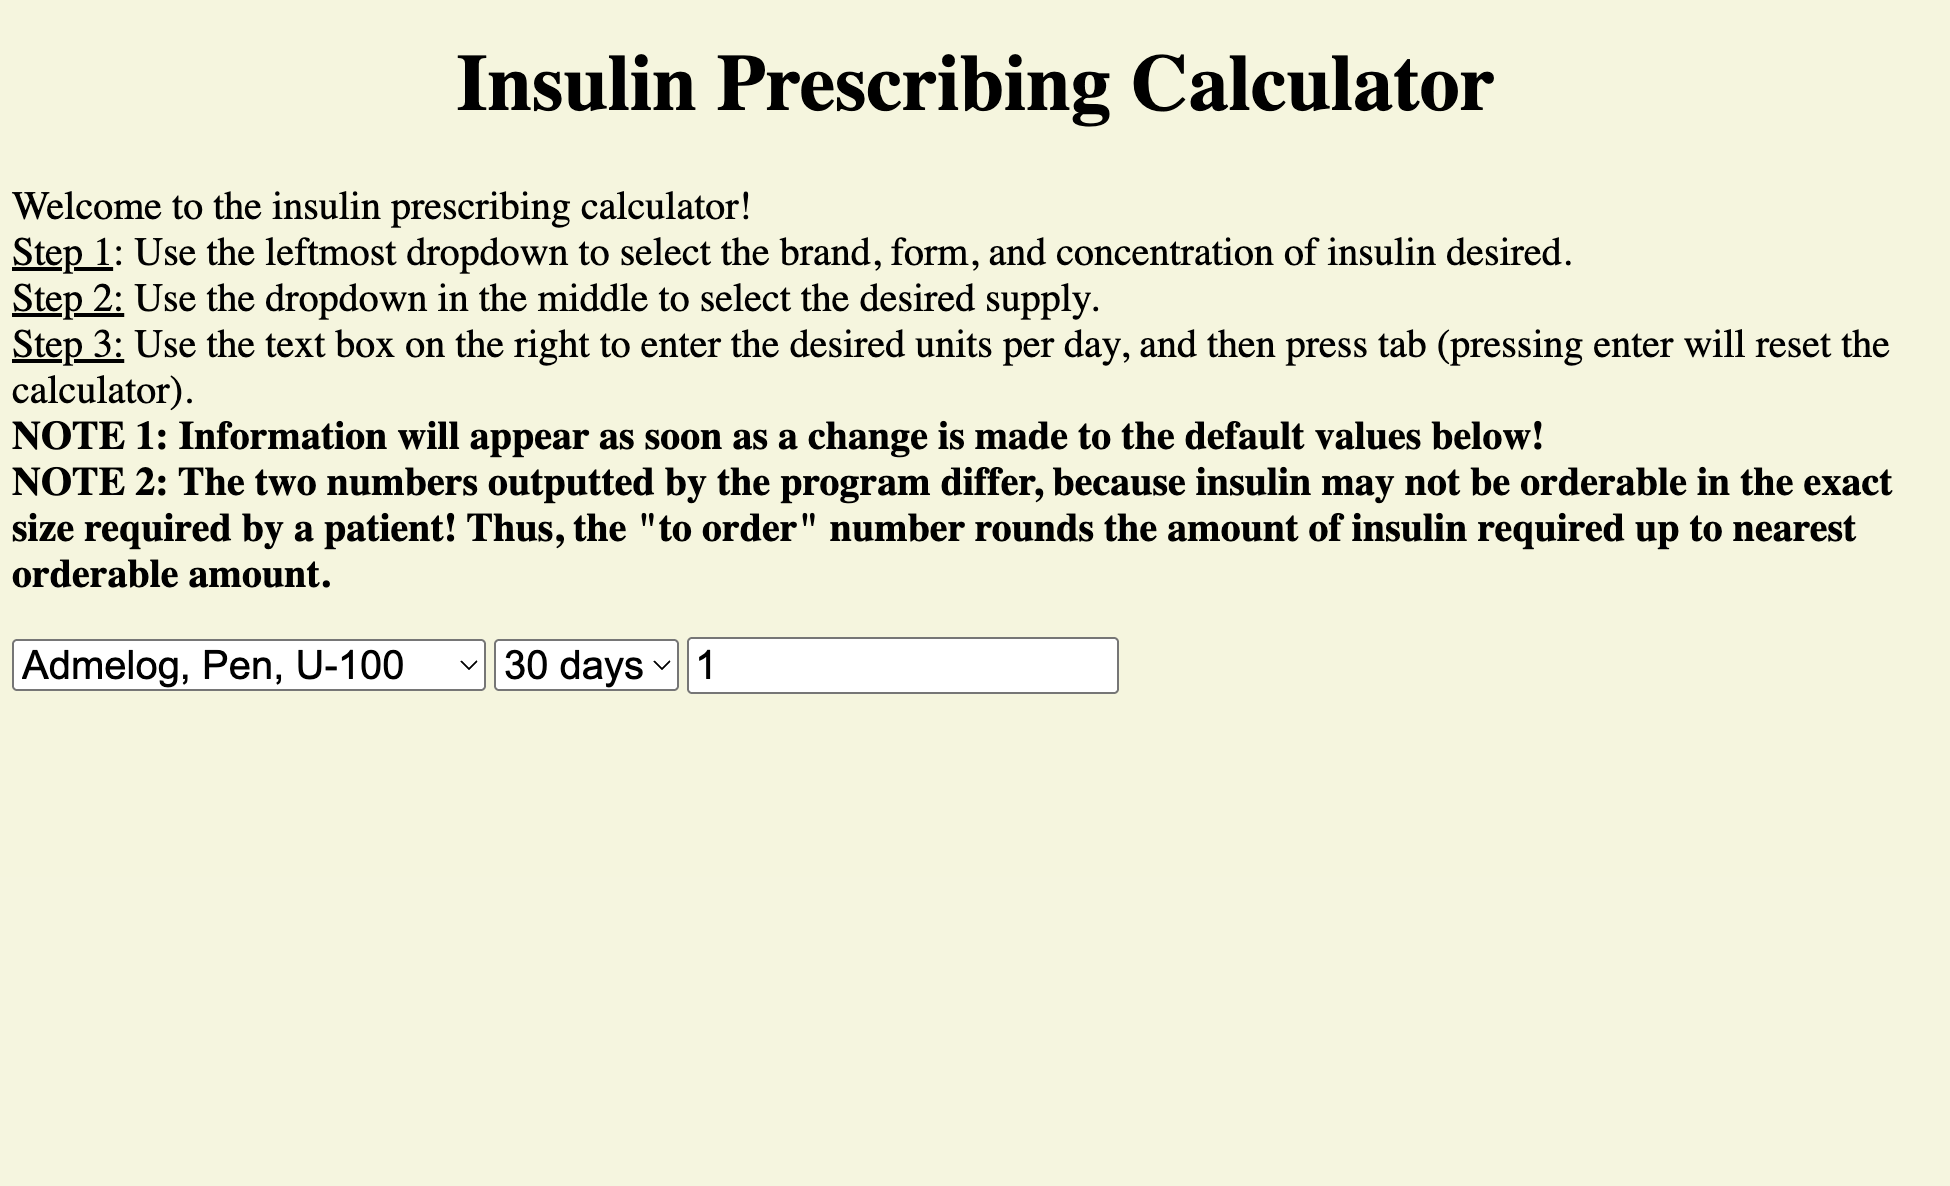 Insulin Prescribing Calculator
Welcome to the insulin prescribing calculator!
Step 1: Use the leftmost dropdown to select the brand, form, and concentration of insulin desired.
Step 2: Use the dropdown in the middle to select the desired supply.
Step 3: Use the text box on the right to enter the desired units per day, and then press tab (pressing enter will reset the
calculator).
NOTE 1: Information will appear as soon as a change is made to the default values below!
NOTE 2: The two numbers outputted by the program differ, because insulin may not be orderable in the exact
size required by a patient! Thus, the "to order" number rounds the amount of insulin required up to nearest
orderable amount.
Admelog, Pen, U-100 30 days 1